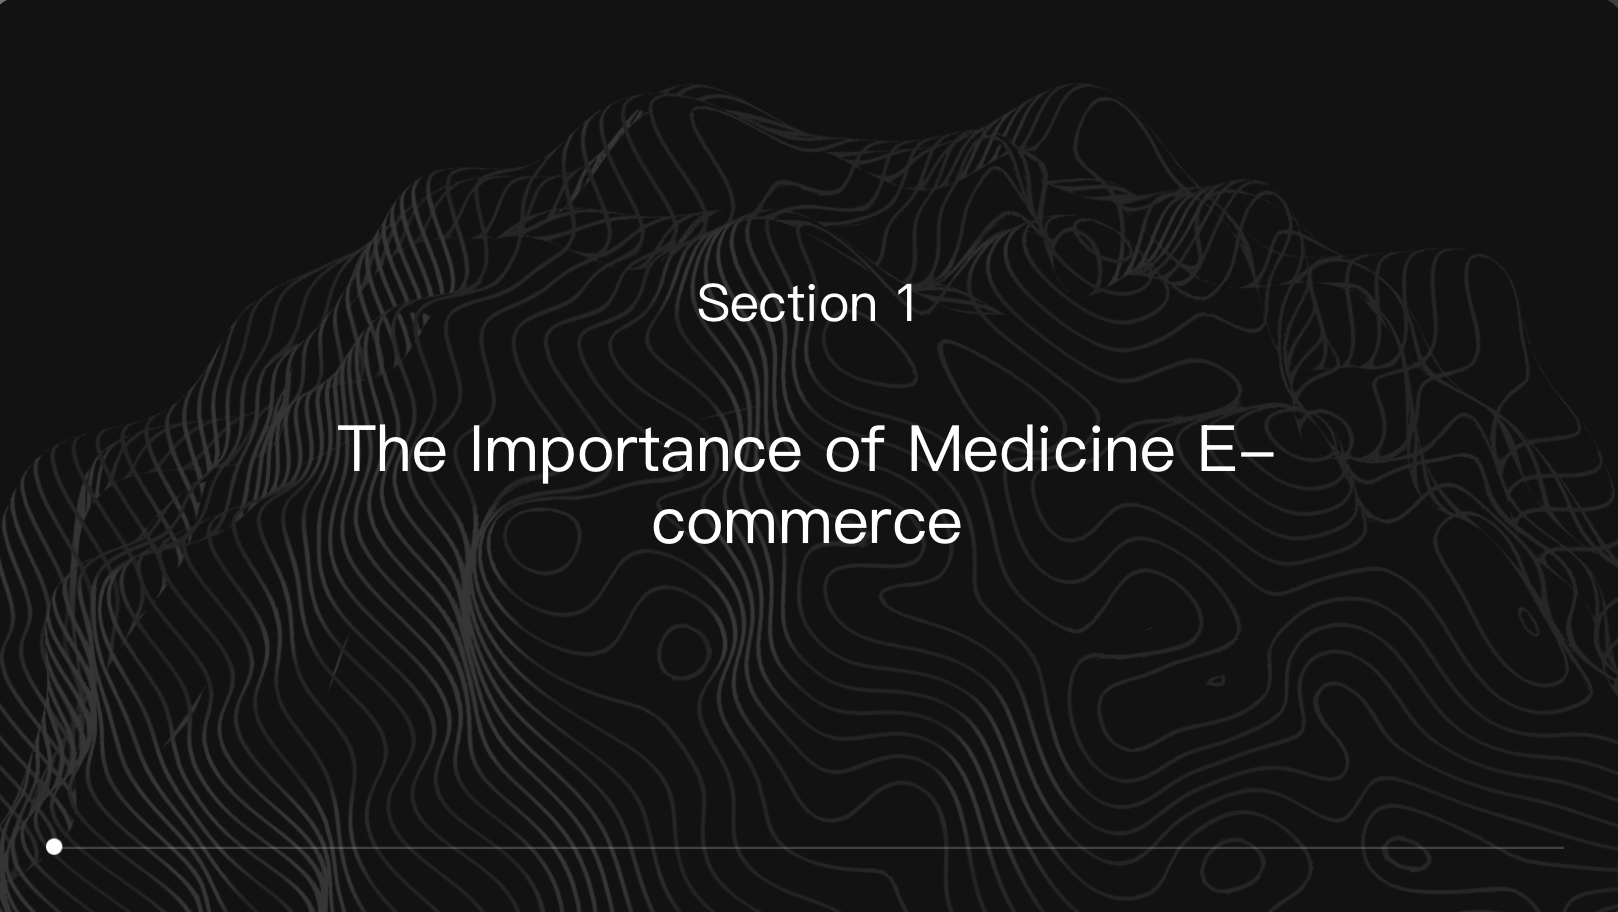 Section 1
The Importance of Medicine E-
commerce